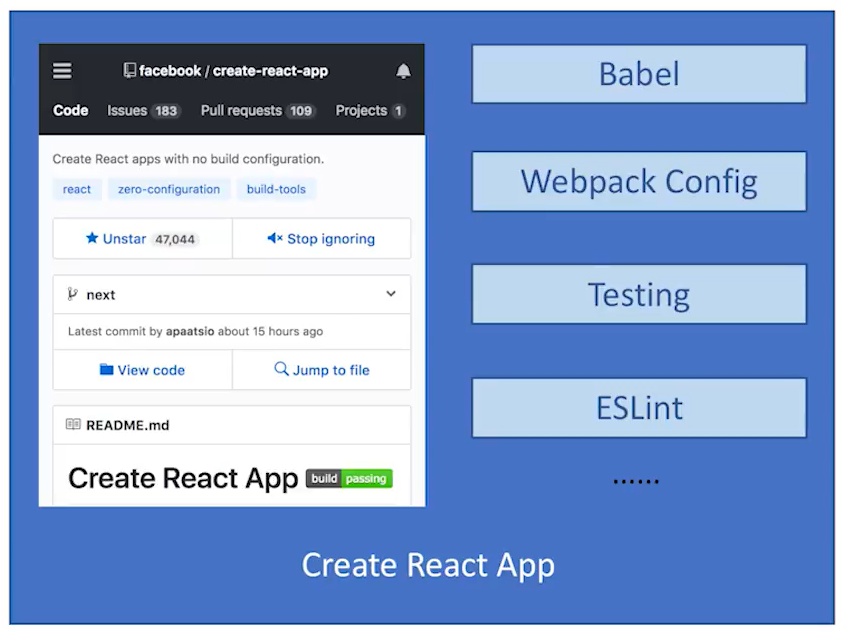 facebook / create-react-app
Code Issues 183 Pull requests 109 Projects 1
Create React apps with no build configuration.
react zero-configuration build-tools
Unstar 47,044 Stop ignoring
next
Latest commit by apaatsio about 15 hours ago
View code Jump to file
README.md
Create React App build passing
Babel
Webpack Config
Testing
ESLint
......
Create React App